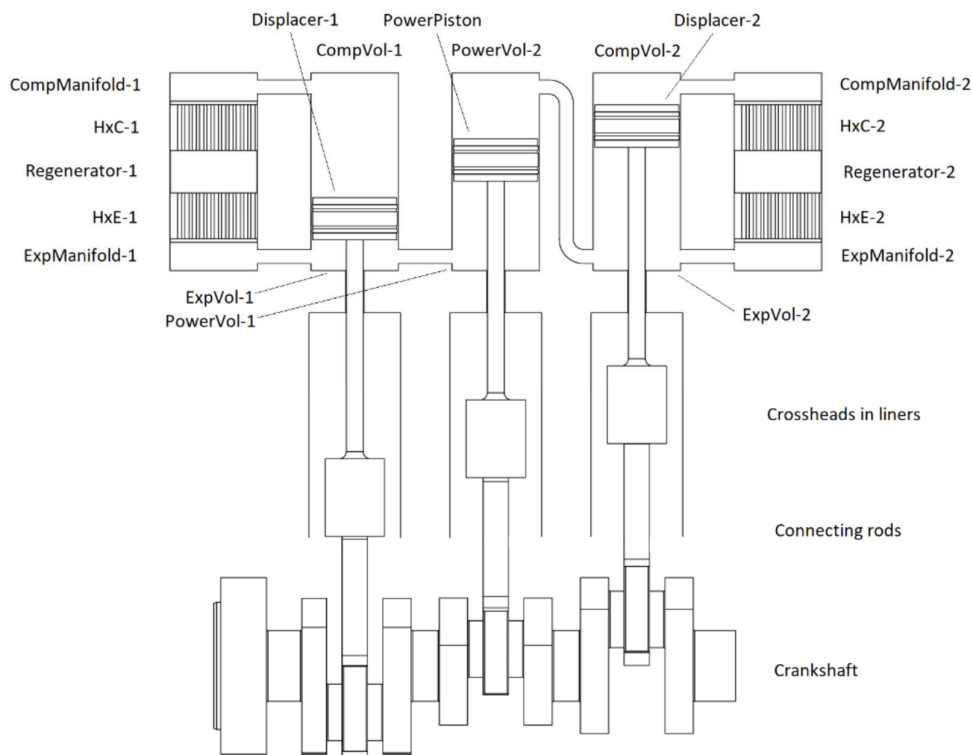 Displacer-1
PowerPiston
Displacer-2
CompVol-1
PowerVol-2
CompVol-2
CompManifold-1
CompManifold-2
HxC-1
HxC-2
Regenerator-1
Regenerator-2
HxE-1
HxE-2
ExpManifold-1
ExpManifold-2
ExpVol-1
PowerVol-1
ExpVol-2
Crossheads in liners
Connecting rods
Crankshaft